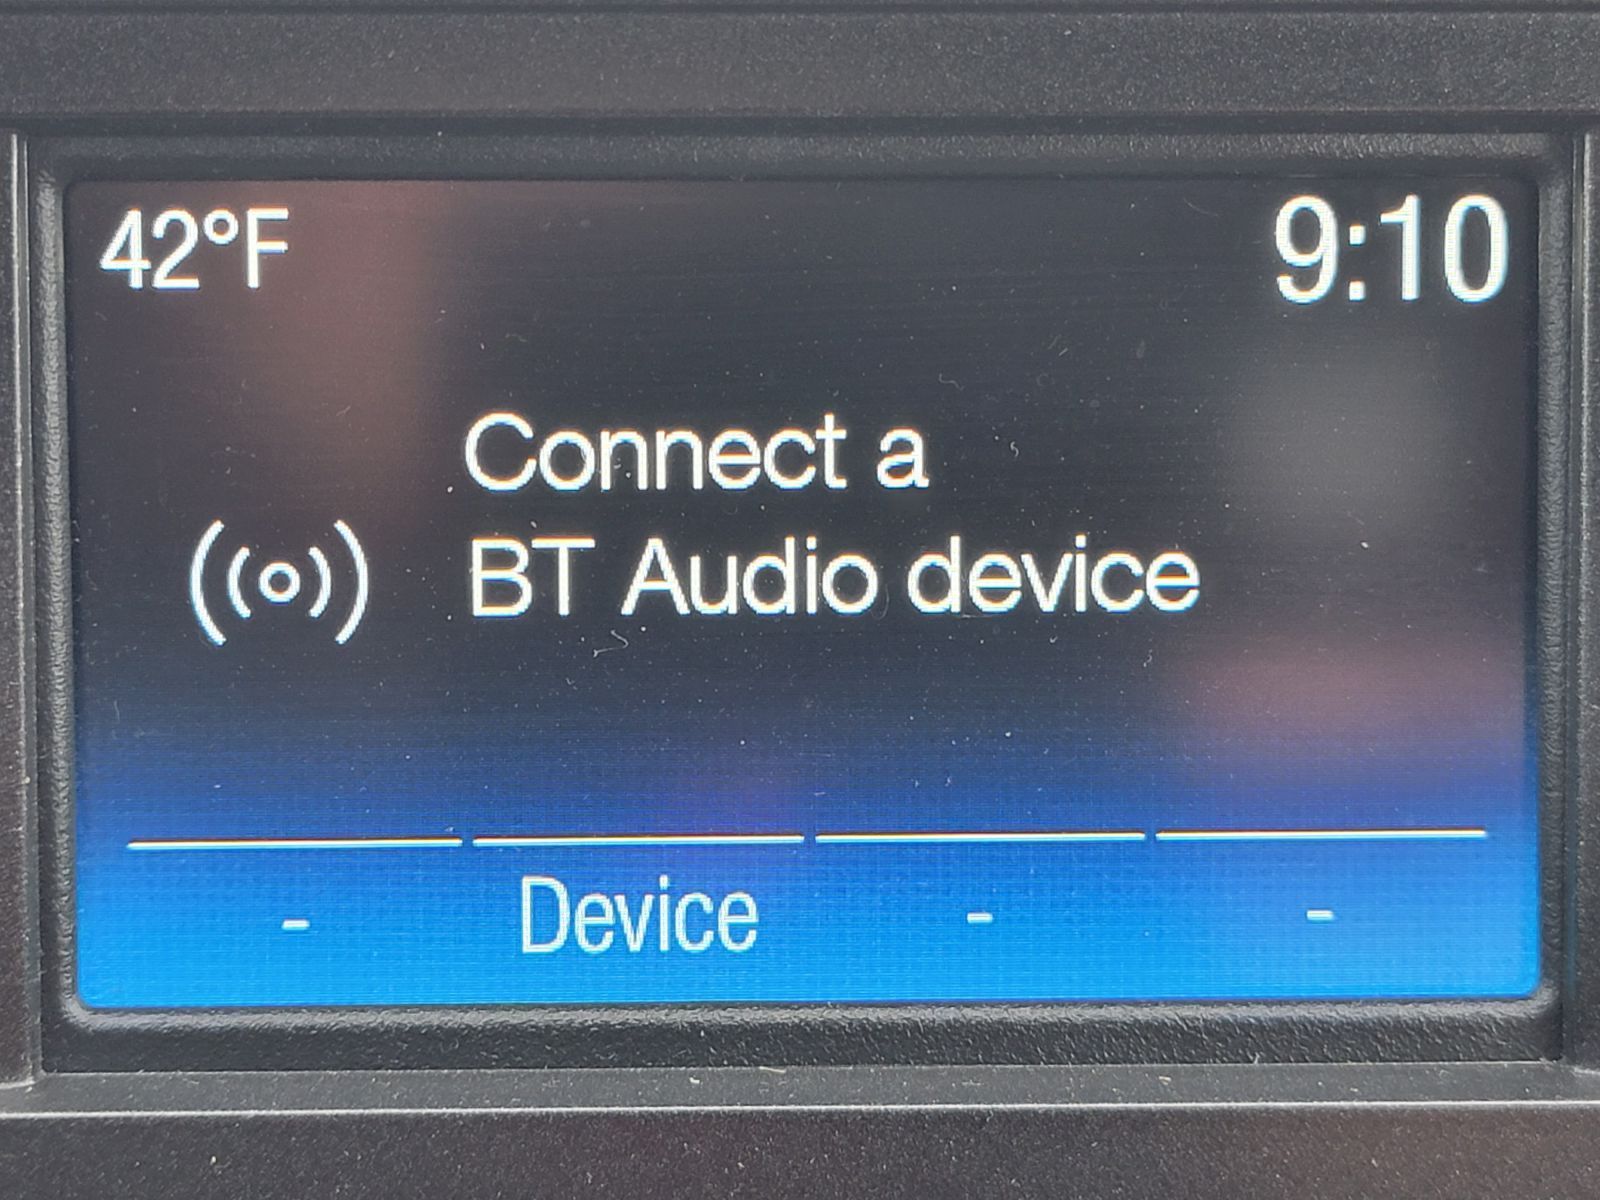 42°F 9:10
Connect a
BT Audio device
- Device - -